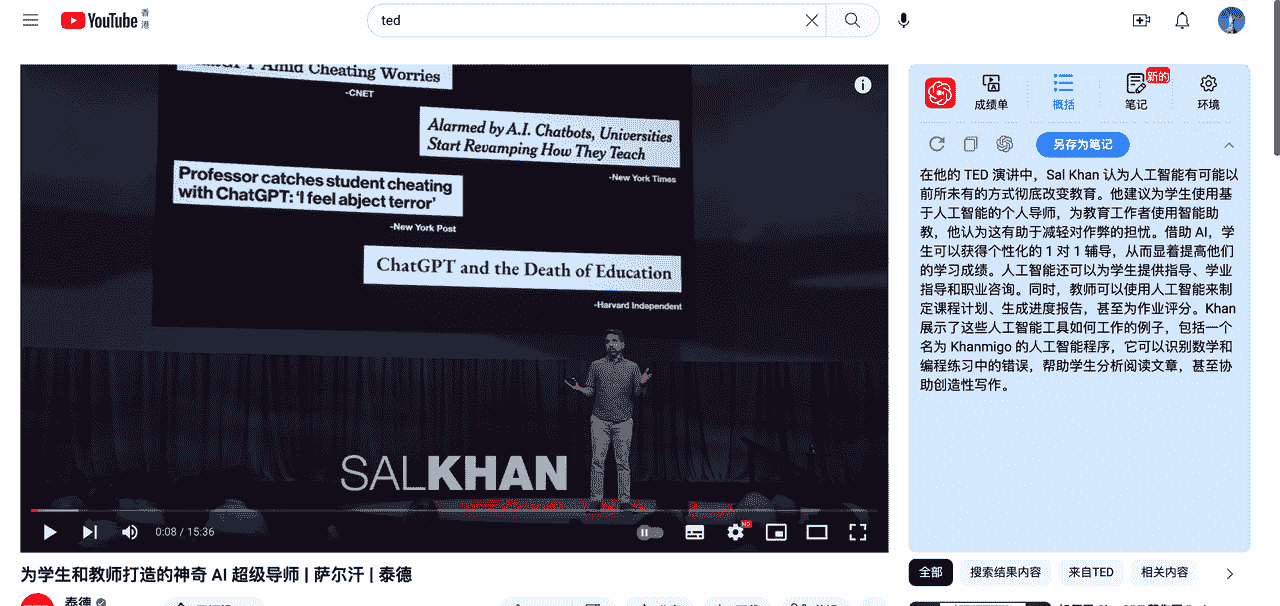 YouTube 香港
ted
ChatGPT Amid Cheating Worries
-CNET
Alarmed by A.I. Chatbots, Universities
Start Revamping How They Teach
-New York Times
Professor catches student cheating
with ChatGPT: ‘I feel abject terror’
-New York Post
ChatGPT and the Death of Education
-Harvard Independent
SALKHAN
0:08 / 15:36
HD
为学生和教师打造的神奇 AI 超级导师 | 萨尔汗 | 泰德
泰德
成绩单
概括
笔记
新的
环境
另存为笔记
在他的 TED 演讲中，Sal Khan 认为人工智能有可能以
前所未有的方式彻底改变教育。他建议为学生使用基
于人工智能的个人导师，为教育工作者使用智能助
教，他认为这有助于减轻对作弊的担忧。借助 AI，学
生可以获得个性化的 1 对 1 辅导，从而显着提高他们
的学习成绩。人工智能还可以为学生提供指导、学业
指导和职业咨询。同时，教师可以使用人工智能来制
定课程计划、生成进度报告，甚至为作业评分。Khan
展示了这些人工智能工具如何工作的例子，包括一个
名为 Khanmigo 的人工智能程序，它可以识别数学和
编程练习中的错误，帮助学生分析阅读文章，甚至协
助创造性写作。
全部 搜索结果内容 来自TED 相关内容